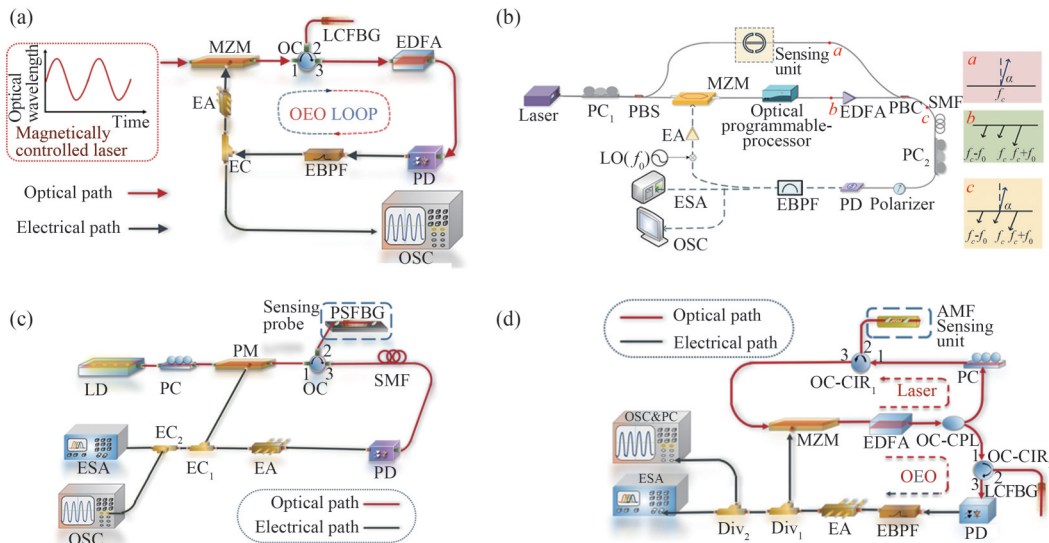 (a)
Optical
wavelength
Time
Magnetically
controlled laser
MZM
OC
1
2
3
LCFBG
EDFA
EA
OEO LOOP
EC
EBPF
PD
Optical path
Electrical path
OSC
(b)
Laser
PC1
PBS
Sensing
unit
a
MZM
Optical
programmable-
processor
b
EDFA
PBC
SMF
c
EA
LO(f0)
PC2
ESA
OSC
EBPF
PD
Polarizer
a
α
fc
b
fc-f0 fc fc+f0
c
α
fc-f0 fc fc+f0
(c)
Sensing
probe
PSFBG
LD
PC
PM
1
2
3
OC
SMF
ESA
EC2
EC1
EA
PD
OSC
Optical path
Electrical path
(d)
Optical path
Electrical path
AMF
Sensing
unit
3
2
1
OC-CIR1
PC
Laser
OSC&PC
MZM
EDFA
OC-CPL
ESA
OEO
1
OC-CIR
2
3
LCFBG
Div2
Div1
EA
EBPF
PD